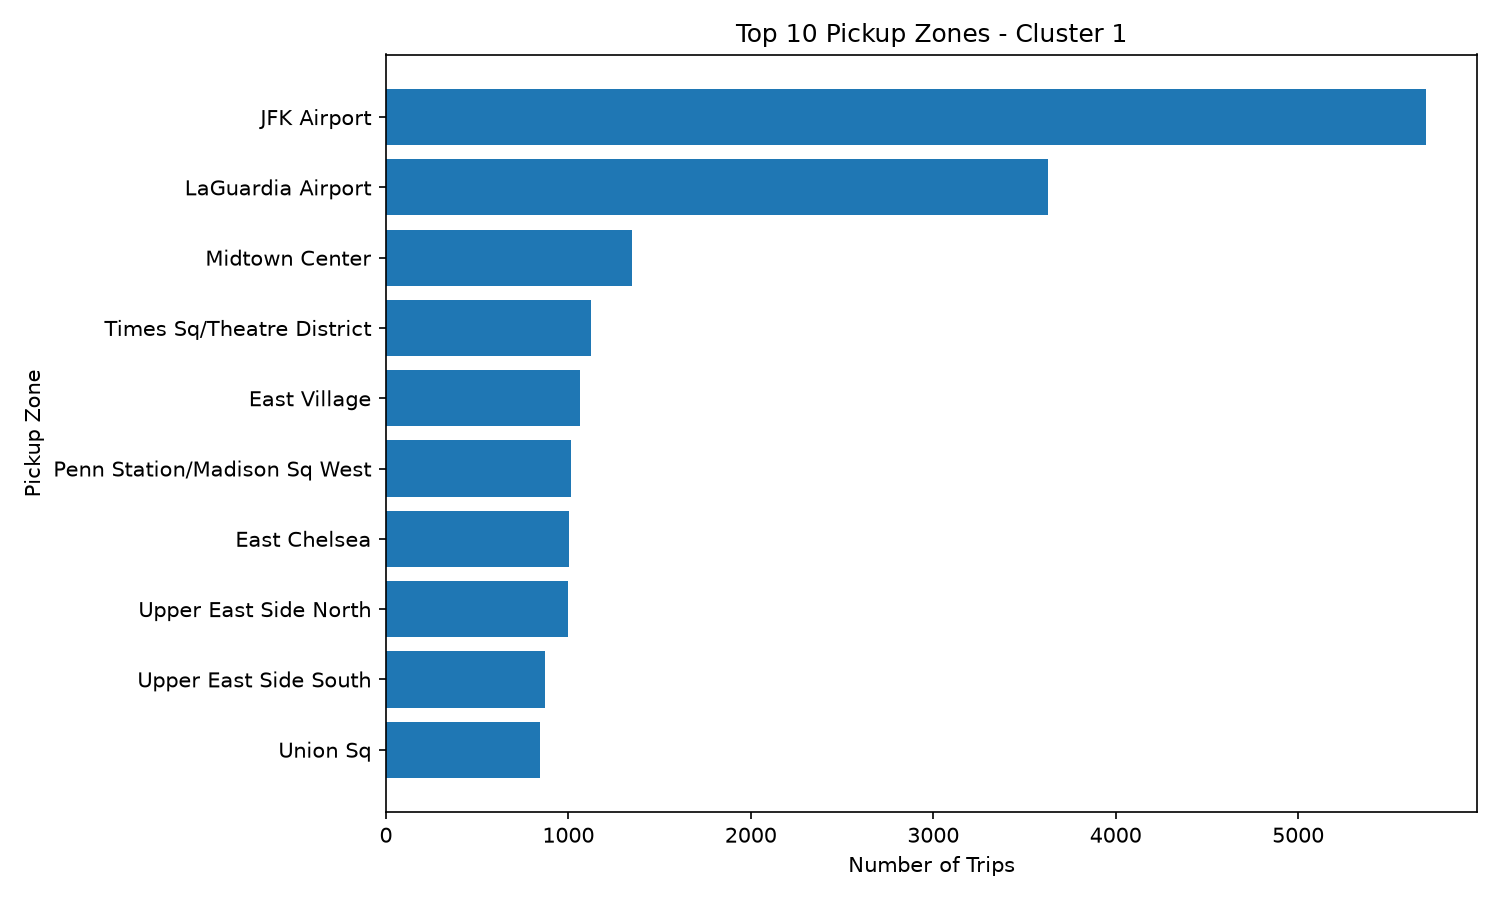 Top 10 Pickup Zones - Cluster 1
Pickup Zone
JFK Airport
LaGuardia Airport
Midtown Center
Times Sq/Theatre District
East Village
Penn Station/Madison Sq West
East Chelsea
Upper East Side North
Upper East Side South
Union Sq
0 1000 2000 3000 4000 5000
Number of Trips